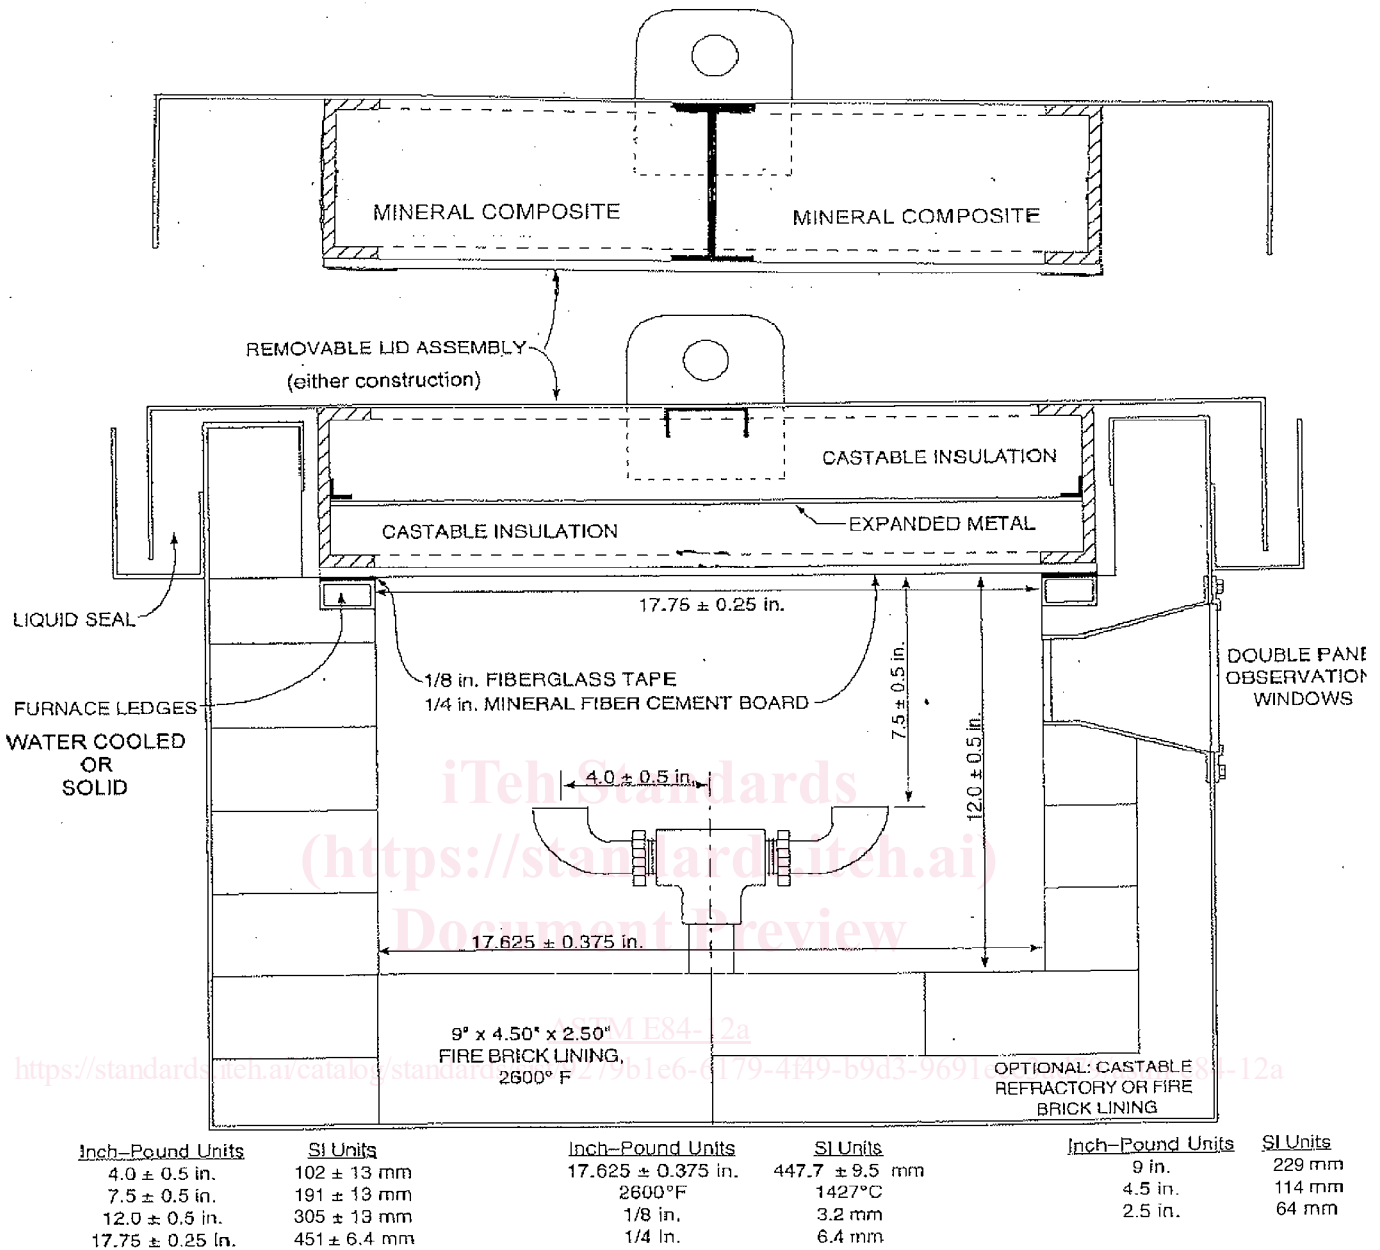 MINERAL COMPOSITE
MINERAL COMPOSITE
REMOVABLE LID ASSEMBLY
(either construction)
CASTABLE INSULATION
CASTABLE INSULATION
EXPANDED METAL
17.75 ± 0.25 in.
LIQUID SEAL
1/8 in. FIBERGLASS TAPE
1/4 in. MINERAL FIBER CEMENT BOARD
7.5 ± 0.5 in.
DOUBLE PANE
OBSERVATION
WINDOWS
FURNACE LEDGES
WATER COOLED
OR
SOLID
12.0 ± 0.5 in.
4.0 ± 0.5 in.
iTeh Standards
(https://standards.iteh.ai)
Document Preview
17.625 ± 0.375 in.
ASTM E84-12a
9" x 4.50" x 2.50"
FIRE BRICK LINING,
2600° F
OPTIONAL: CASTABLE
REFRACTORY OR FIRE
BRICK LINING
Inch–Pound Units SI Units
4.0 ± 0.5 in. 102 ± 13 mm
7.5 ± 0.5 in. 191 ± 13 mm
12.0 ± 0.5 in. 305 ± 13 mm
17.75 ± 0.25 in. 451 ± 6.4 mm
Inch–Pound Units SI Units
17.625 ± 0.375 in. 447.7 ± 9.5 mm
2600°F 1427°C
1/8 in. 3.2 mm
1/4 in. 6.4 mm
Inch–Pound Units SI Units
9 in. 229 mm
4.5 in. 114 mm
2.5 in. 64 mm